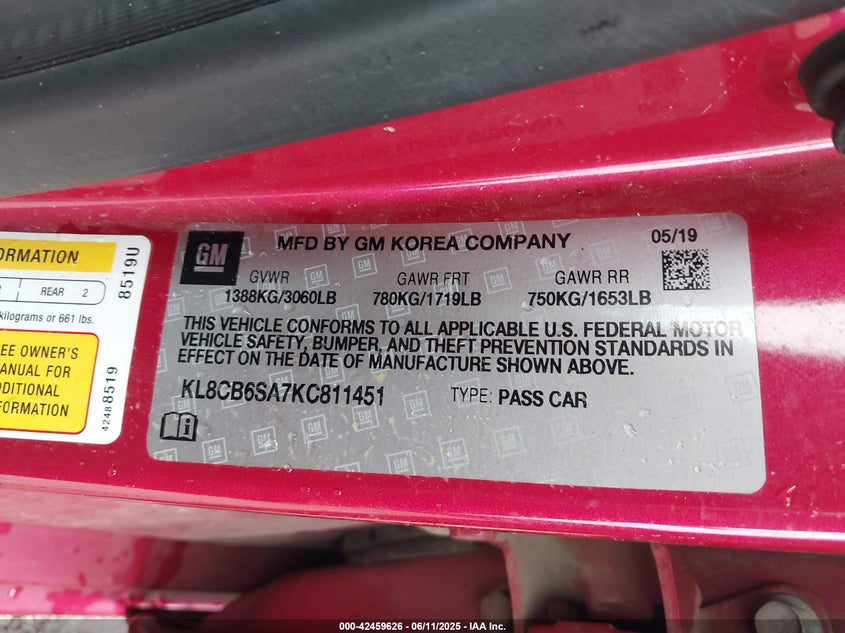 ORMATION
REAR 2
kilograms or 661 lbs.
EE OWNER'S
MANUAL FOR
DDITIONAL
FORMATION
8519U
42488519
GM
MFD BY GM KOREA COMPANY
05/19
GVWR GAWR FRT GAWR RR
1388KG/3060LB 780KG/1719LB 750KG/1653LB
THIS VEHICLE CONFORMS TO ALL APPLICABLE U.S. FEDERAL MOTOR
VEHICLE SAFETY, BUMPER, AND THEFT PREVENTION STANDARDS IN
EFFECT ON THE DATE OF MANUFACTURE SHOWN ABOVE.
KL8CB6SA7KC811451 TYPE: PASS CAR
000-42459626 - 06/11/2025 - IAA Inc.